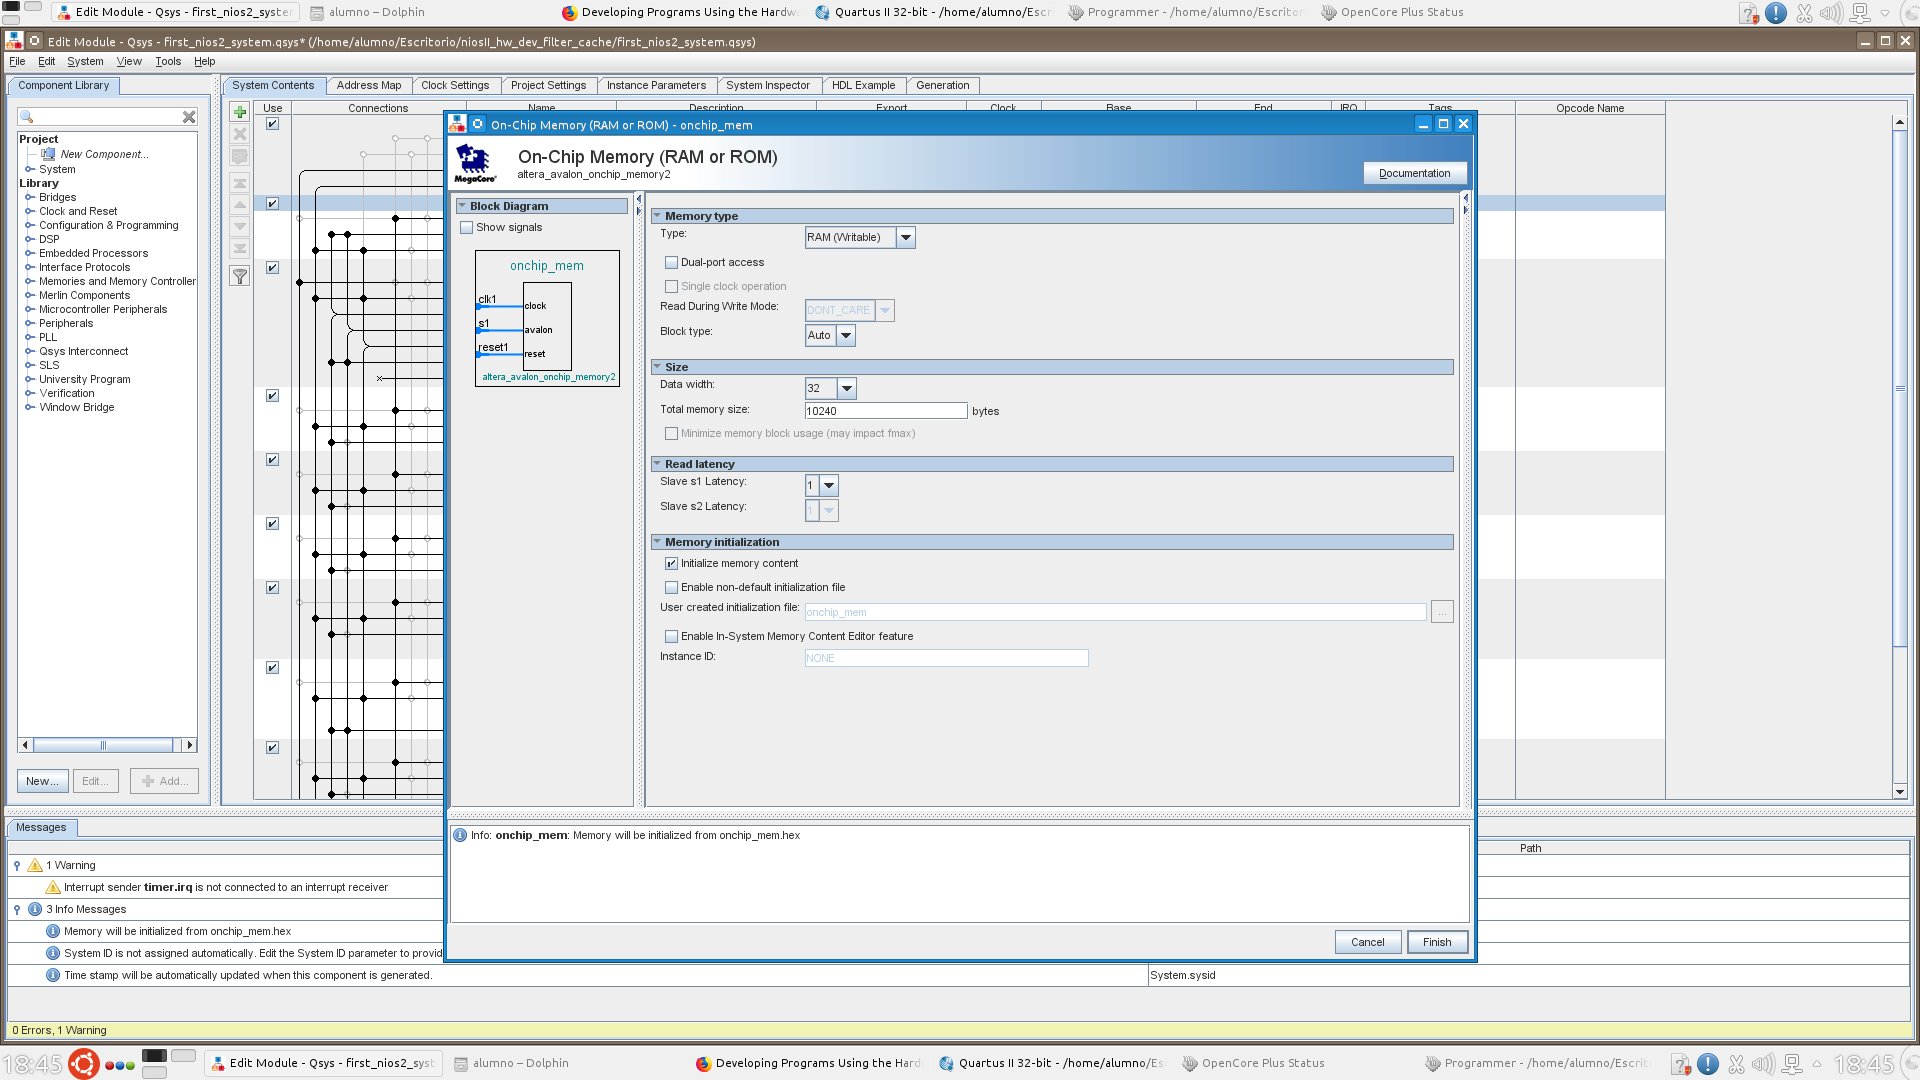 Edit Module - Qsys - first_nios2_system
alumno – Dolphin
Developing Programs Using the Hardw
Quartus II 32-bit - /home/alumno/Esc
Programmer - /home/alumno/Escritor
OpenCore Plus Status
Edit Module - Qsys - first_nios2_system.qsys* (/home/alumno/Escritorio/niosII_hw_dev_filter_cache/first_nios2_system.qsys)
File Edit System View Tools Help
Component Library
System Contents Address Map Clock Settings Project Settings Instance Parameters System Inspector HDL Example Generation
Use Connections Name Description Export Clock Base End IRQ Tags Opcode Name
Project
New Component...
System
Library
Bridges
Clock and Reset
Configuration & Programming
DSP
Embedded Processors
Interface Protocols
Memories and Memory Controller
Merlin Components
Microcontroller Peripherals
Peripherals
PLL
Qsys Interconnect
SLS
University Program
Verification
Window Bridge
New... Edit... Add...
On-Chip Memory (RAM or ROM) - onchip_mem
MegaCore
On-Chip Memory (RAM or ROM)
altera_avalon_onchip_memory2
Documentation
Block Diagram
Show signals
onchip_mem
clk1
clock
s1
avalon
reset1
reset
altera_avalon_onchip_memory2
Memory type
Type: RAM (Writable)
Dual-port access
Single clock operation
Read During Write Mode: DONT_CARE
Block type: Auto
Size
Data width: 32
Total memory size: 10240 bytes
Minimize memory block usage (may impact fmax)
Read latency
Slave s1 Latency: 1
Slave s2 Latency: 1
Memory initialization
Initialize memory content
Enable non-default initialization file
User created initialization file: onchip_mem ...
Enable In-System Memory Content Editor feature
Instance ID: NONE
Info: onchip_mem: Memory will be initialized from onchip_mem.hex
Cancel Finish
Messages
Path
1 Warning
Interrupt sender timer.irq is not connected to an interrupt receiver
3 Info Messages
Memory will be initialized from onchip_mem.hex
System ID is not assigned automatically. Edit the System ID parameter to provid
Time stamp will be automatically updated when this component is generated.
System.sysid
0 Errors, 1 Warning
18:45
Edit Module - Qsys - first_nios2_syst
alumno – Dolphin
Developing Programs Using the Hard
Quartus II 32-bit - /home/alumno/Es
OpenCore Plus Status
Programmer - /home/alumno/Escrit
18:45